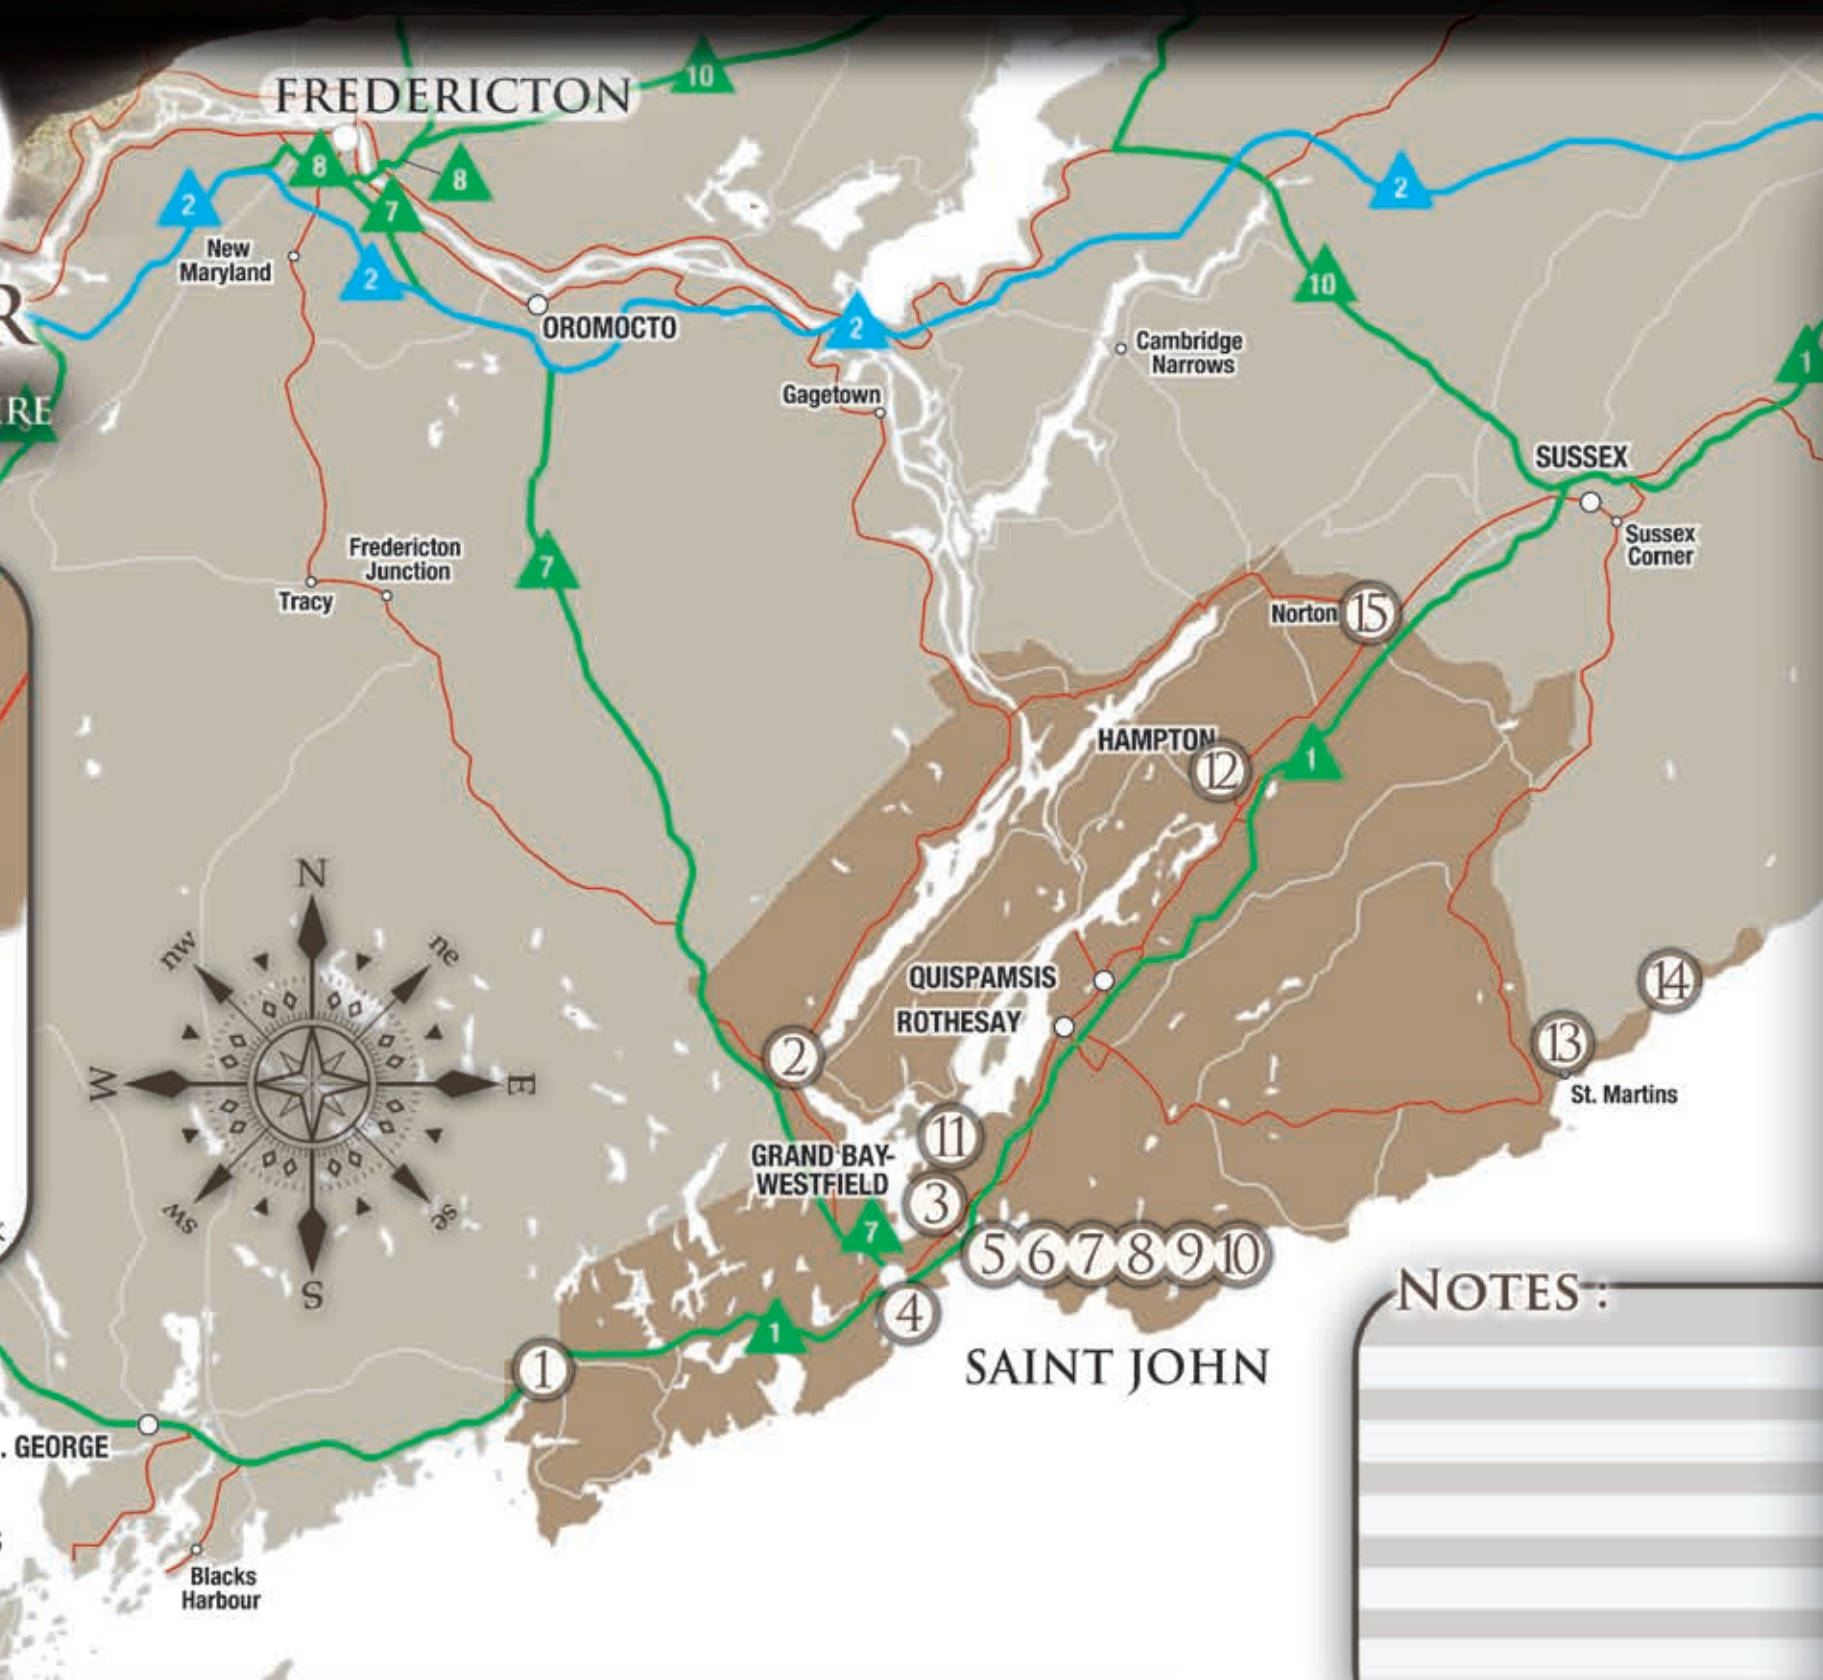 10
FREDERICTON
8
8
7
2
2
2
New
Maryland
2
R
10
OROMOCTO
Cambridge
Narrows
1
Gagetown
IRE
SUSSEX
Sussex
Corner
Fredericton
Junction
7
Tracy
Norton
15
HAMPTON
12
1
N
nw
ne
W
E
sw
se
S
QUISPAMSIS
ROTHESAY
14
13
2
St. Martins
11
GRAND BAY-
WESTFIELD
3
7
5 6 7 8 9 10
4
NOTES :
1
1
SAINT JOHN
. GEORGE
Blacks
Harbour